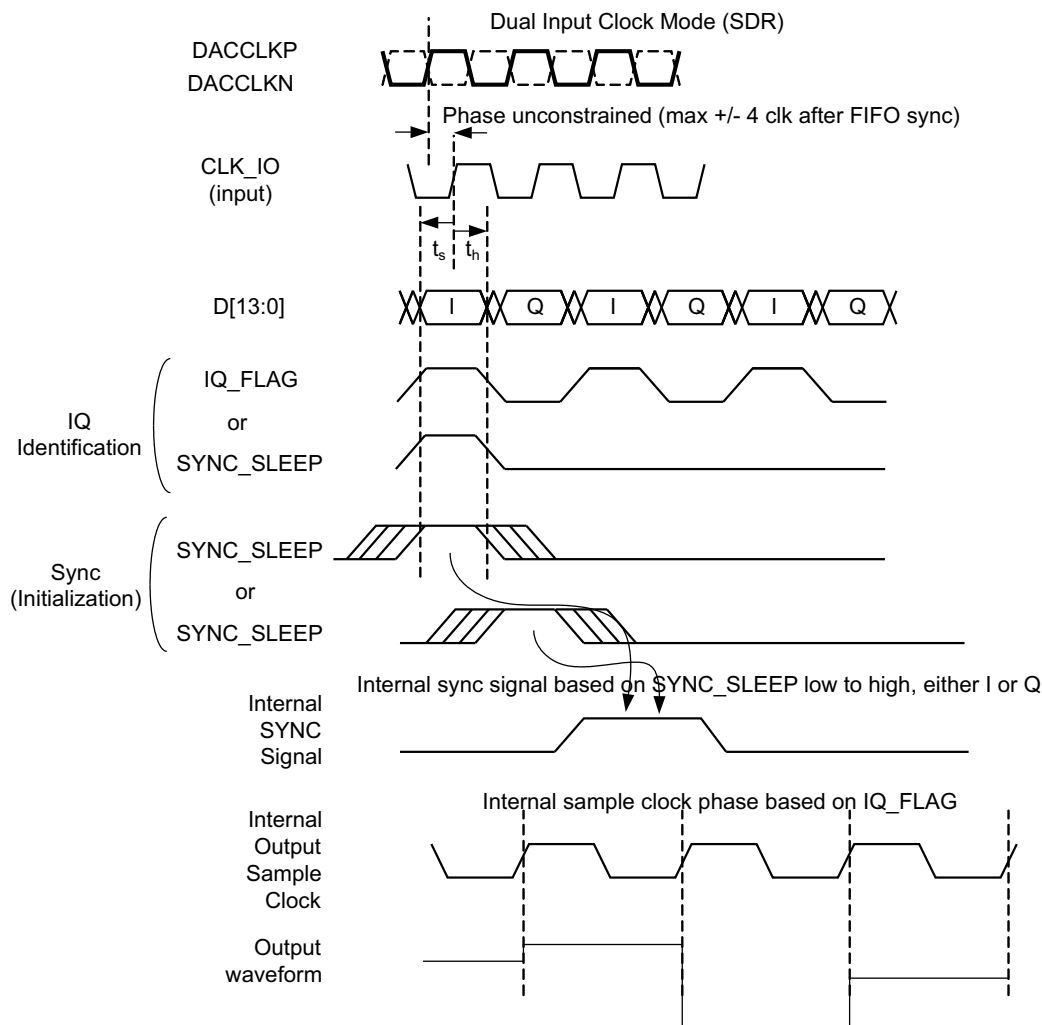 Dual Input Clock Mode (SDR)
DACCLKP
DACCLKN
Phase unconstrained (max +/- 4 clk after FIFO sync)
CLK_IO
(input)
ts th
D[13:0]
I Q I Q I Q
IQ
Identification
IQ_FLAG
or
SYNC_SLEEP
Sync
(Initialization)
SYNC_SLEEP
or
SYNC_SLEEP
Internal sync signal based on SYNC_SLEEP low to high, either I or Q
Internal
SYNC
Signal
Internal sample clock phase based on IQ_FLAG
Internal
Output
Sample
Clock
Output
waveform